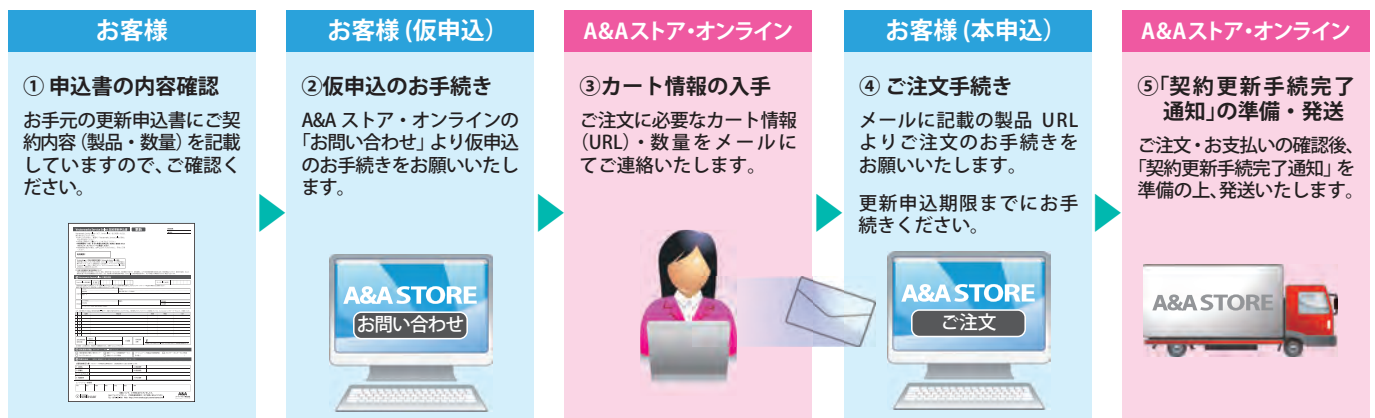 お客様
① 申込書の内容確認
お手元の更新申込書にご契
約内容（製品・数量）を記載
していますので、ご確認く
ださい。
お客様（仮申込）
②仮申込のお手続き
A&A ストア・オンラインの
「お問い合わせ」より仮申込
のお手続きをお願いいたし
ます。
A&A STORE
お問い合わせ
A&Aストア・オンライン
③カート情報の入手
ご注文に必要なカート情報
（URL）・数量をメールに
てご連絡いたします。
お客様（本申込）
④ ご注文手続き
メールに記載の製品 URL
よりご注文のお手続きを
お願いいたします。
更新申込期限までにお手
続きください。
A&A STORE
ご注文
A&Aストア・オンライン
⑤「契約更新手続完了
通知」の準備・発送
ご注文・お支払いの確認後、
「契約更新手続完了通知」を
準備の上、発送いたします。
A&A STORE